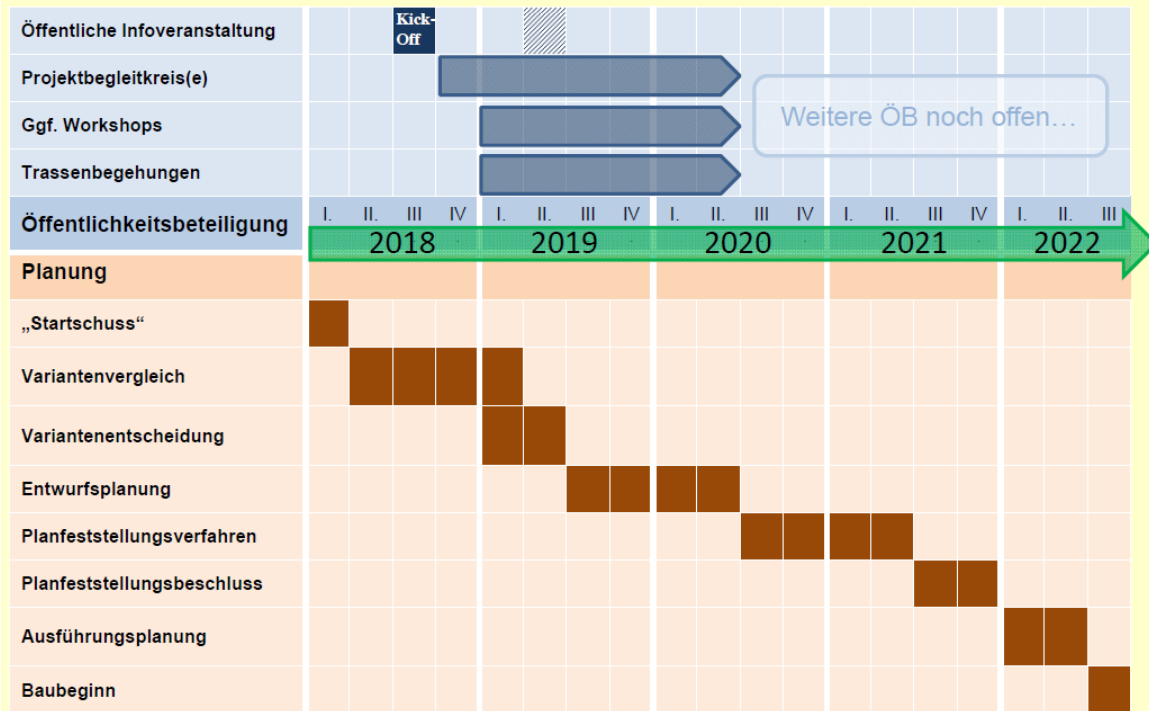 Öffentliche Infoveranstaltung
Kick-
Off
Projektbegleitkreis(e)
Ggf. Workshops
Weitere ÖB noch offen...
Trassenbegehungen
Öffentlichkeitsbeteiligung
I. II. III IV I. II. III IV I. II. III IV I. II. III IV I. II. III
2018 2019 2020 2021 2022
Planung
„Startschuss“
Variantenvergleich
Variantenentscheidung
Entwurfsplanung
Planfeststellungsverfahren
Planfeststellungsbeschluss
Ausführungsplanung
Baubeginn